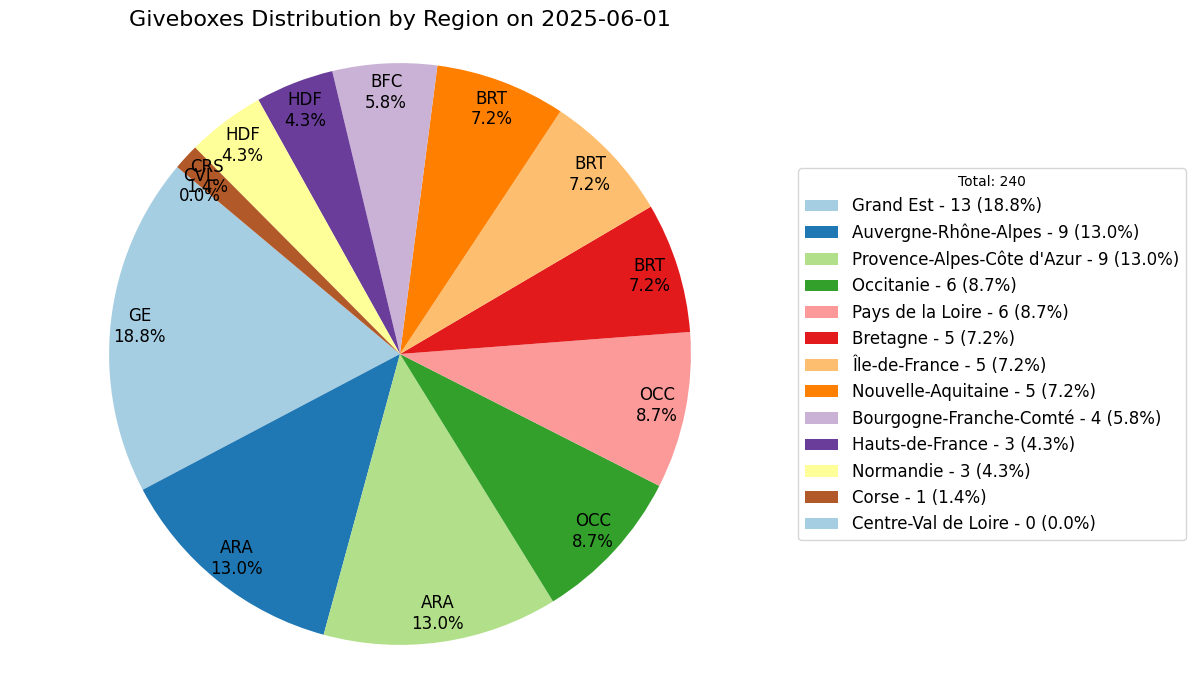 Giveboxes Distribution by Region on 2025-06-01
BFC
5.8%
BRT
7.2%
HDF
4.3%
HDF
4.3%
BRT
7.2%
CRS
1.4%
CVL
0.0%
BRT
7.2%
GE
18.8%
OCC
8.7%
OCC
8.7%
ARA
13.0%
ARA
13.0%
Total: 240
Grand Est - 13 (18.8%)
Auvergne-Rhône-Alpes - 9 (13.0%)
Provence-Alpes-Côte d'Azur - 9 (13.0%)
Occitanie - 6 (8.7%)
Pays de la Loire - 6 (8.7%)
Bretagne - 5 (7.2%)
Île-de-France - 5 (7.2%)
Nouvelle-Aquitaine - 5 (7.2%)
Bourgogne-Franche-Comté - 4 (5.8%)
Hauts-de-France - 3 (4.3%)
Normandie - 3 (4.3%)
Corse - 1 (1.4%)
Centre-Val de Loire - 0 (0.0%)